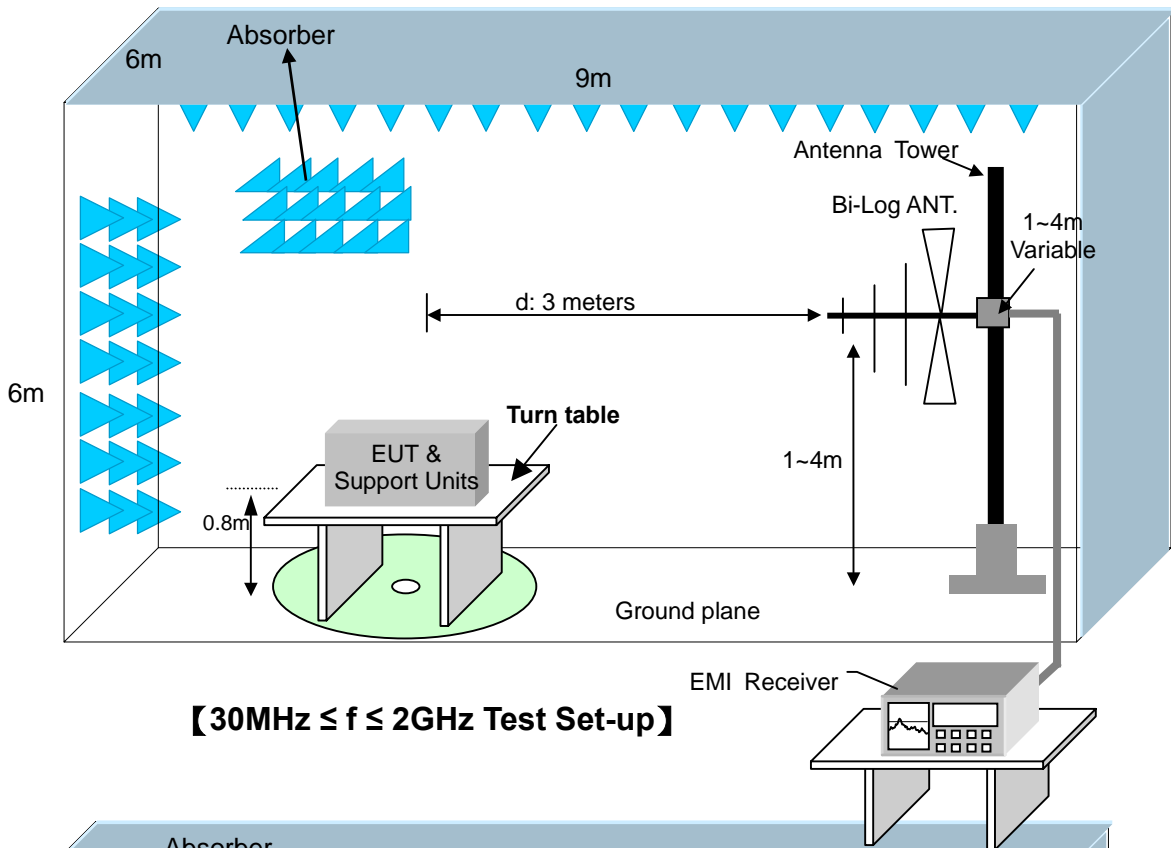 Absorber
6m
9m
Antenna Tower
Bi-Log ANT.
1~4m
Variable
d: 3 meters
6m
Turn table
EUT &
Support Units
1~4m
0.8m
Ground plane
EMI Receiver
【30MHz ≤ f ≤ 2GHz Test Set-up】
Absorber